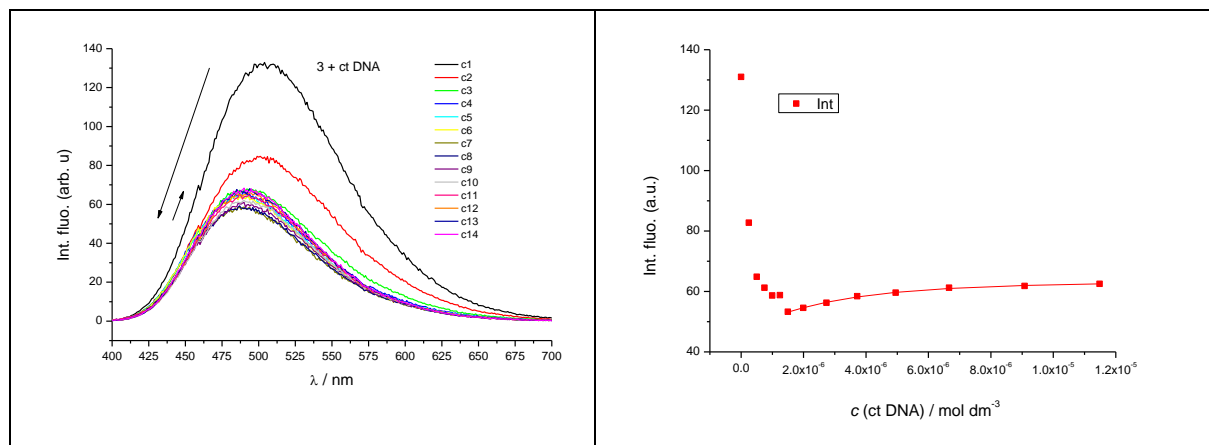 3 + ct DNA
140
120
100
80
60
40
20
0
Int. fluo. (arb. u)
c1
c2
c3
c4
c5
c6
c7
c8
c9
c10
c11
c12
c13
c14
400 425 450 475 500 525 550 575 600 625 650 675 700
λ / nm
140
120
100
80
60
40
Int. fluo. (a.u.)
Int
0.0 2.0x10⁻⁶ 4.0x10⁻⁶ 6.0x10⁻⁶ 8.0x10⁻⁶ 1.0x10⁻⁵ 1.2x10⁻⁵
c (ct DNA) / mol dm⁻³